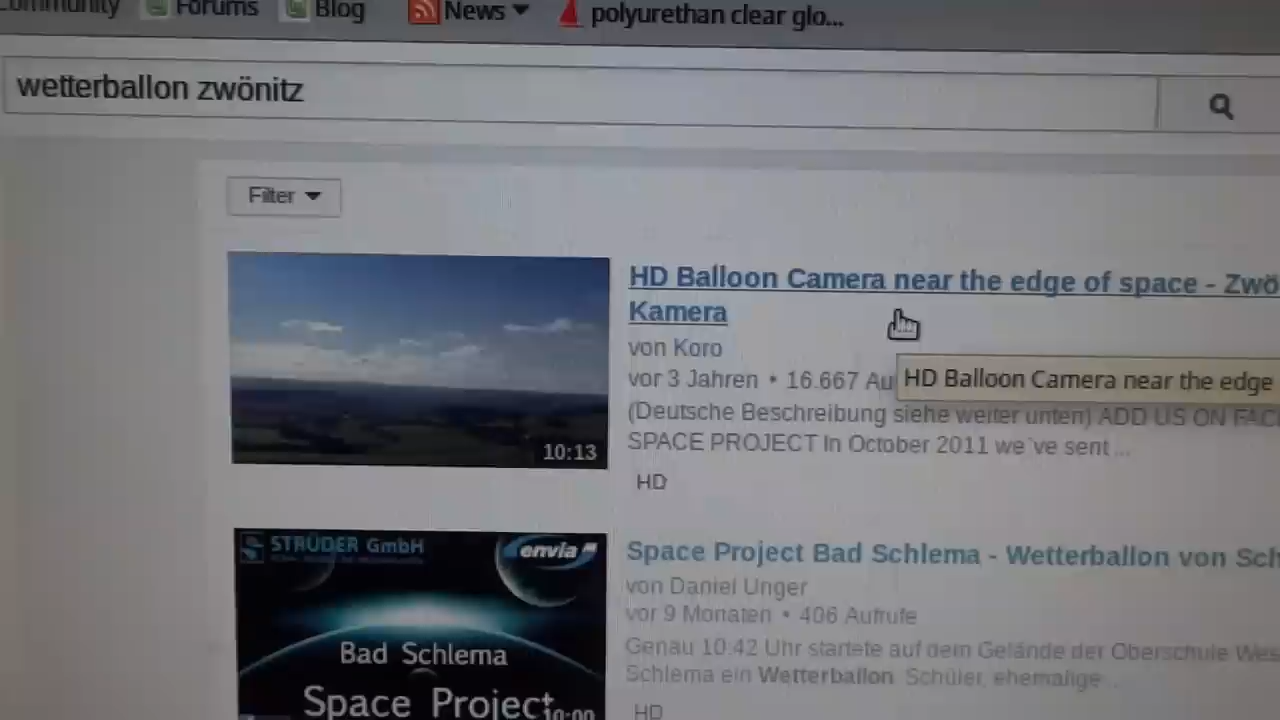 Community Forums Blog News polyurethan clear glo...
wetterballon zwönitz
Filter
HD Balloon Camera near the edge of space - Zwö
Kamera
von Koro
vor 3 Jahren • 16.667 Au
HD Balloon Camera near the edge
(Deutsche Beschreibung siehe weiter unten) ADD US ON FAC
SPACE PROJECT In October 2011 we've sent ...
10:13
HD
STRÜDER GmbH
envia M
Bad Schlema
Space Project
10:00
Space Project Bad Schlema - Wetterballon von Sch
von Daniel Unger
vor 9 Monaten • 406 Aufrufe
Genau 10:42 Uhr startete auf dem Gelände der Oberschule Wes
Schlema ein Wetterballon. Schüler, ehemalige ...
HD